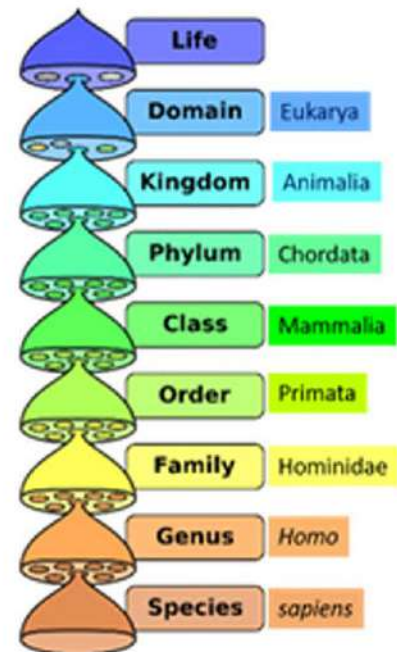 Life
Domain Eukarya
Kingdom Animalia
Phylum Chordata
Class Mammalia
Order Primata
Family Hominidae
Genus Homo
Species sapiens